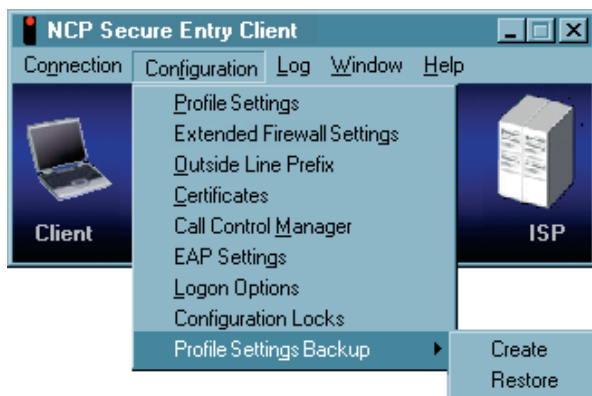 NCP Secure Entry Client
Connection Configuration Log Window Help
Profile Settings
Extended Firewall Settings
Outside Line Prefix
Certificates
Call Control Manager
EAP Settings
Logon Options
Configuration Locks
Profile Settings Backup
Create
Restore
Client
ISP